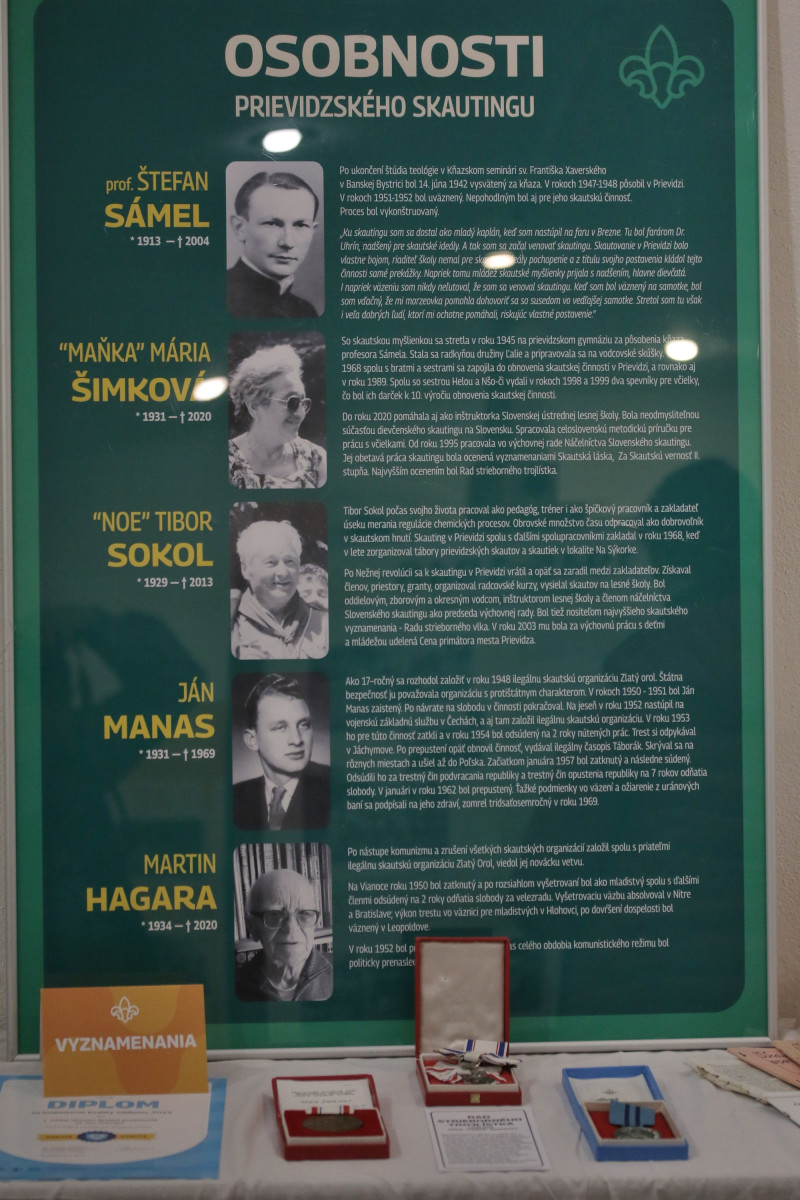 OSOBNOSTI
PRIEVIDZSKÉHO SKAUTINGU
prof. ŠTEFAN
SÁMEL
* 1913 — † 2004
Po ukončení štúdia teológie v Kňazskom seminári sv. Františka Xaverského
v Banskej Bystrici bol 14. júna 1942 vysvätený za kňaza. V rokoch 1947-1948 pôsobil v Prievidzi.
V rokoch 1951-1952 bol uväznený. Nepohodlným bol aj pre jeho skautskú činnosť.
Proces bol vykonštruovaný.
„Ku skautingu som sa dostal ako mladý kaplán, keď som nastúpil na faru v Brezne. Tu bol farárom Dr.
Uhrín, nadšený pre skautské ideály. A tak som sa začal venovať skautingu. Skautovanie v Prievidzi bolo
vlastne bojom, riaditeľ školy nemal pre pochopenie a z titulu svojho postavenia kládol tejto
činnosti samé prekážky. Napriek tomu mládež skautské myšlienky prijala s nadšením, hlavne dievčatá.
I napriek väzeniu som nikdy neľutoval, že som sa venoval skautingu. Keď som bol väznený na samotke, bol
som vďačný, že mi morzeovka pomohla dohovoriť sa so susedom vo vedľajšej samotke. Stretol som tu však
i veľa dobrých ľudí, ktorí mi ochotne pomáhali, riskujúc vlastné postavenie.“
"MAŇKA" MÁRIA
ŠIMKOVÁ
* 1931 — † 2020
So skautskou myšlienkou sa stretla v roku 1945 na prievidzskom gymnáziu za pôsobenia kňaza
profesora Sámela. Stala sa radkyňou družiny Ľalie a pripravovala sa na vodcovské skúšky.
1968 spolu s bratmi a sestrami sa zapojila do obnovenia skautskej činnosti v Prievidzi, a rovnako aj
v roku 1989. Spolu so sestrou Helou a Nšo-či vydali v rokoch 1998 a 1999 dva spevníky pre včielky,
čo bol ich darček k 10. výročiu obnovenia skautskej činnosti.
Do roku 2020 pomáhala aj ako inštruktorka Slovenskej ústrednej lesnej školy. Bola neodmysliteľnou
súčasťou dievčenského skautingu na Slovensku. Spracovala celoslovenskú metodickú príručku pre
prácu s včielkami. Od roku 1995 pracovala vo výchovnej rade Náčelníctva Slovenského skautingu.
Jej obetavá práca skautingu bola ocenená vyznamenaniami Skautská láska, Za Skautskú vernosť II.
stupňa. Najvyšším ocenením bol Rad strieborného trojlístka.
"NOE" TIBOR
SOKOL
* 1929 — † 2013
Tibor Sokol počas svojho života pracoval ako pedagóg, tréner i ako špičkový pracovník a zakladateľ
úseku merania regulácie chemických procesov. Obrovské množstvo času odpracoval ako dobrovoľník
v skautskom hnutí. Skauting v Prievidzi spolu s ďalšími spolupracovníkmi zakladal v roku 1968, keď
v lete zorganizoval tábory prievidzských skautov a skautiek v lokalite Na Sýkorke.
Po Nežnej revolúcii sa k skautingu v Prievidzi vrátil a opäť sa zaradil medzi zakladateľov. Získaval
členov, priestory, granty, organizoval radcovské kurzy, vysielal skautov na lesné školy. Bol
oddielovým, zborovým a okresným vodcom, inštruktorom lesnej školy a členom náčelníctva
Slovenského skautingu ako predseda výchovnej rady. Bol tiež nositeľom najvyššieho skautského
vyznamenania - Radu strieborného vlka. V roku 2003 mu bola za výchovnú prácu s deťmi
a mládežou udelená Cena primátora mesta Prievidza.
JÁN
MANAS
* 1931 — † 1969
Ako 17-ročný sa rozhodol založiť v roku 1948 ilegálnu skautskú organizáciu Zlatý orol. Štátna
bezpečnosť ju považovala organizáciu s protištátnym charakterom. V rokoch 1950 - 1951 bol Ján
Manas zaistený. Po návrate na slobodu v činnosti pokračoval. Na jeseň v roku 1952 nastúpil na
vojenskú základnú službu v Čechách, a aj tam založil ilegálnu skautskú organizáciu. V roku 1953
ho pre túto činnosť zatkli a v roku 1954 bol odsúdený na 2 roky nútených prác. Trest si odpykával
v Jáchymove. Po prepustení opäť obnovil činnosť, vydával ilegálny časopis Táborák. Skrýval sa na
rôznych miestach a ušiel až do Poľska. Začiatkom januára 1957 bol zatknutý a následne súdený.
Odsúdili ho za trestný čin podvracania republiky a trestný čin opustenia republiky na 7 rokov odňatia
slobody. V januári v roku 1962 bol prepustený. Ťažké podmienky vo väzení a ožiarenie z uránových
baní sa podpísali na jeho zdraví, zomrel tridsaťosemročný v roku 1969.
MARTIN
HAGARA
* 1934 — † 2020
Po nástupe komunizmu a zrušení všetkých skautských organizácií založil spolu s priateľmi
ilegálnu skautskú organizáciu Zlatý Orol, viedol jej novácku vetvu.
Na Vianoce roku 1950 bol zatknutý a po rozsiahlom vyšetrovaní bol ako mladistvý spolu s ďalšími
členmi odsúdený na 2 roky odňatia slobody za velezradu. Vyšetrovaciu väzbu absolvoval v Nitre
a Bratislave; výkon trestu vo väznici pre mladistvých v Hlohovci, po dovŕšení dospelosti bol
väznený v Leopoldove.
V roku 1952 bol celého obdobia komunistického režimu bol
politicky
VYZNAMENANIA
DIPLOM
RAD
STRIEBORNÉHO
TROJLÍSTKA